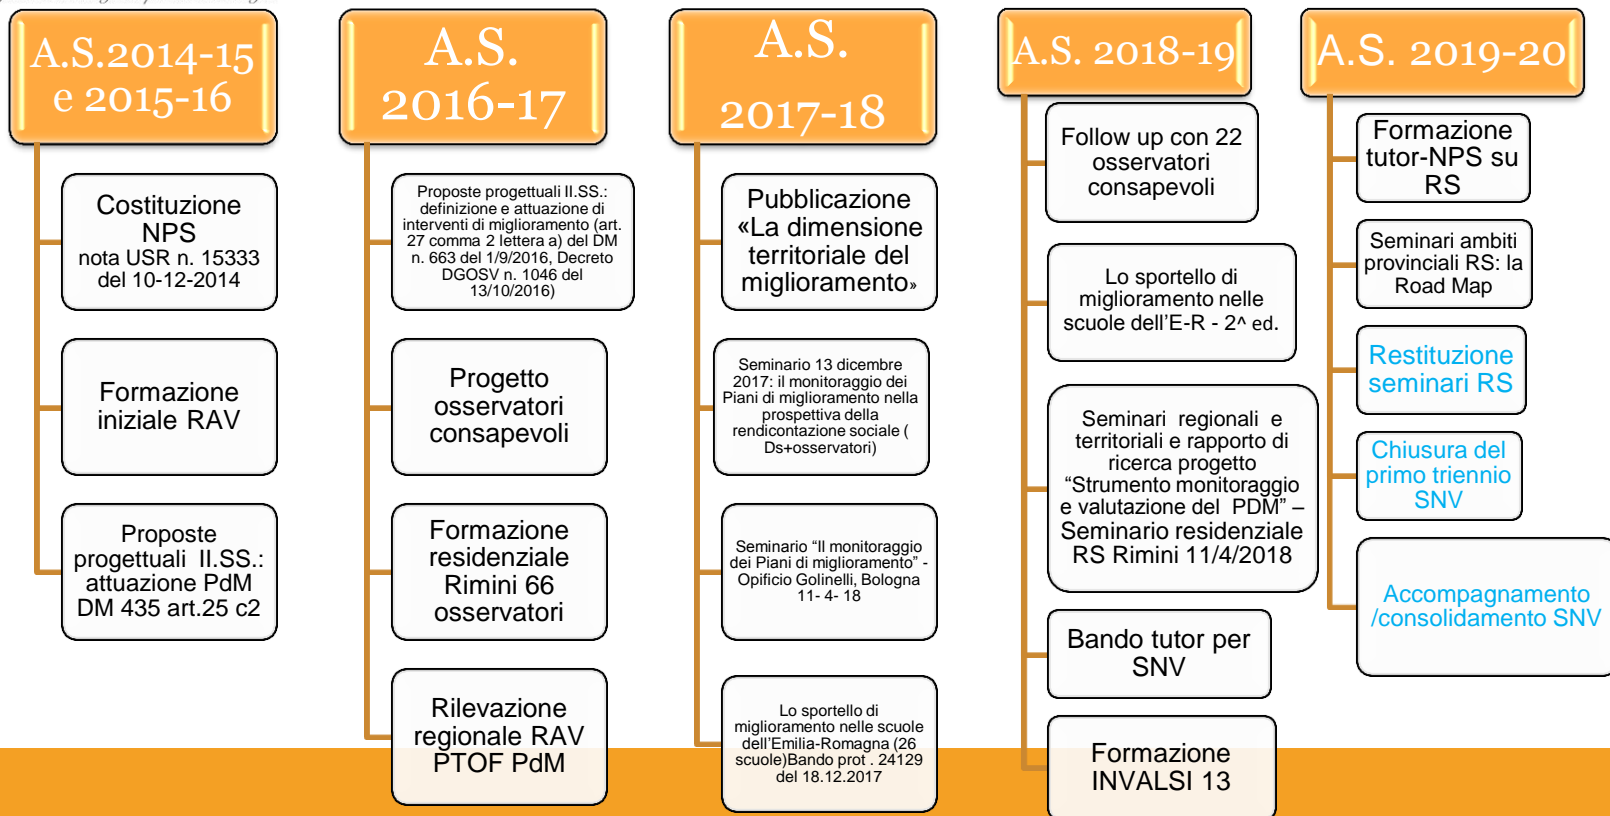 A.S.2014-15
e 2015-16
Costituzione
NPS
nota USR n. 15333
del 10-12-2014
Formazione
iniziale RAV
Proposte
progettuali II.SS.:
attuazione PdM
DM 435 art.25 c2
A.S.
2016-17
Proposte progettuali II.SS.:
definizione e attuazione di
interventi di miglioramento (art.
27 comma 2 lettera a) del DM
n. 663 del 1/9/2016, Decreto
DGOSV n. 1046 del
13/10/2016)
Progetto
osservatori
consapevoli
Formazione
residenziale
Rimini 66
osservatori
Rilevazione
regionale RAV
PTOF PdM
A.S.
2017-18
Pubblicazione
«La dimensione
territoriale del
miglioramento»
Seminario 13 dicembre
2017: il monitoraggio dei
Piani di miglioramento nella
prospettiva della
rendicontazione sociale (
Ds+osservatori)
Seminario “Il monitoraggio
dei Piani di miglioramento” -
Opificio Golinelli, Bologna
11- 4- 18
Lo sportello di
miglioramento nelle scuole
dell’Emilia-Romagna (26
scuole)Bando prot . 24129
del 18.12.2017
A.S. 2018-19
Follow up con 22
osservatori
consapevoli
Lo sportello di
miglioramento nelle
scuole dell’E-R - 2^ ed.
Seminari regionali e
territoriali e rapporto di
ricerca progetto
“Strumento monitoraggio
e valutazione del PDM” –
Seminario residenziale
RS Rimini 11/4/2018
Bando tutor per
SNV
Formazione
INVALSI 13
A.S. 2019-20
Formazione
tutor-NPS su
RS
Seminari ambiti
provinciali RS: la
Road Map
Restituzione
seminari RS
Chiusura del
primo triennio
SNV
Accompagnamento
/consolidamento SNV